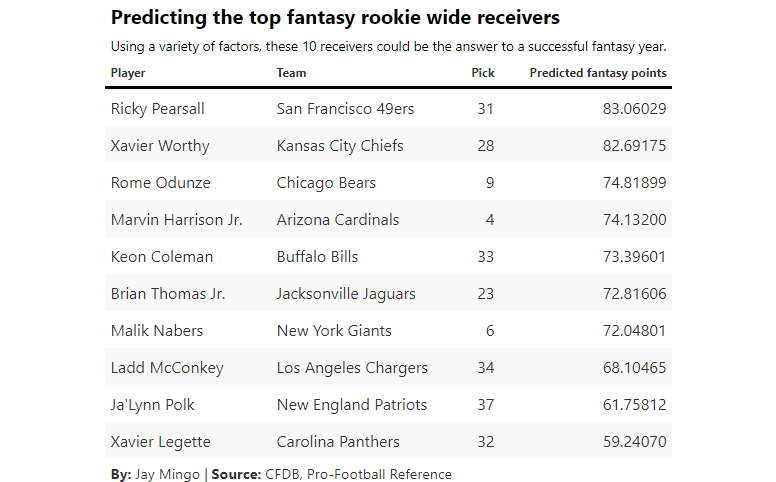 Predicting the top fantasy rookie wide receivers
Using a variety of factors, these 10 receivers could be the answer to a successful fantasy year.
Player Team Pick Predicted fantasy points
Ricky Pearsall San Francisco 49ers 31 83.06029
Xavier Worthy Kansas City Chiefs 28 82.69175
Rome Odunze Chicago Bears 9 74.81899
Marvin Harrison Jr. Arizona Cardinals 4 74.13200
Keon Coleman Buffalo Bills 33 73.39601
Brian Thomas Jr. Jacksonville Jaguars 23 72.81606
Malik Nabers New York Giants 6 72.04801
Ladd McConkey Los Angeles Chargers 34 68.10465
Ja'Lynn Polk New England Patriots 37 61.75812
Xavier Legette Carolina Panthers 32 59.24070
By: Jay Mingo | Source: CFDB, Pro-Football Reference